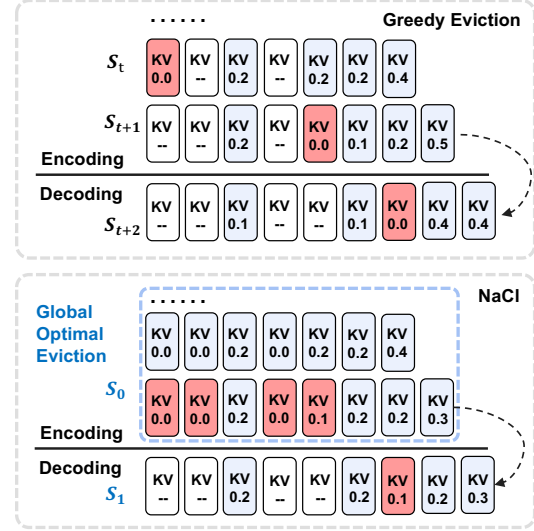 ...... Greedy Eviction
S_t KV 0.0 KV -- KV 0.2 KV -- KV 0.2 KV 0.2 KV 0.4
S_{t+1} KV -- KV -- KV 0.2 KV -- KV 0.0 KV 0.1 KV 0.2 KV 0.5
Encoding
Decoding
S_{t+2} KV -- KV -- KV 0.1 KV -- KV -- KV 0.1 KV 0.0 KV 0.4 KV 0.4
...... NaCl
Global
Optimal
Eviction
KV 0.0 KV 0.0 KV 0.2 KV 0.0 KV 0.2 KV 0.2 KV 0.4
S_0 KV 0.0 KV 0.0 KV 0.2 KV 0.0 KV 0.1 KV 0.2 KV 0.2 KV 0.3
Encoding
Decoding
S_1 KV -- KV -- KV 0.2 KV -- KV -- KV 0.2 KV 0.1 KV 0.2 KV 0.3